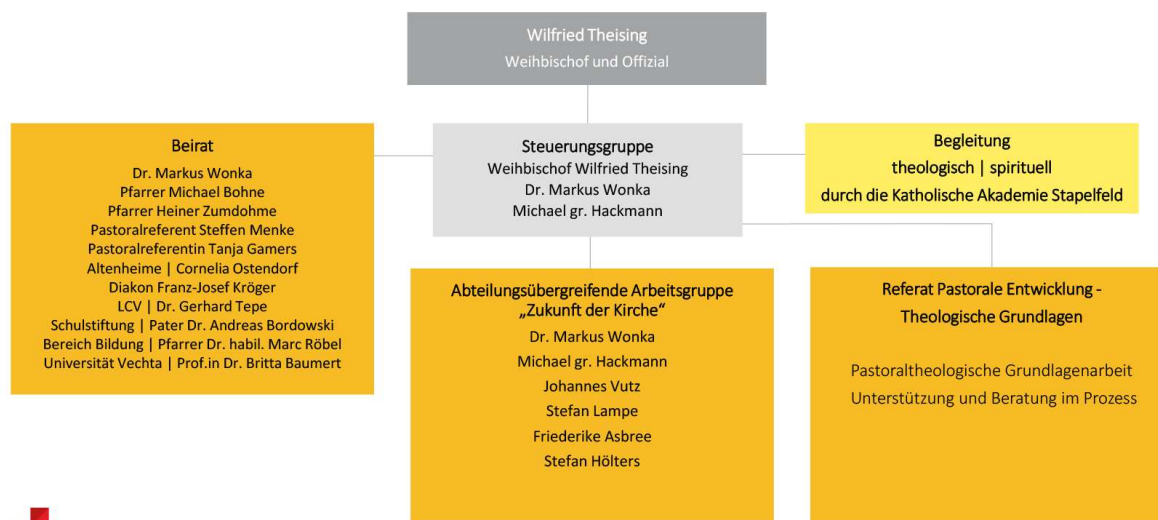 Wilfried Theising
Weihbischof und Offizial
Beirat
Dr. Markus Wonka
Pfarrer Michael Bohne
Pfarrer Heiner Zumdohme
Pastoralreferent Steffen Menke
Pastoralreferentin Tanja Gamers
Altenheime | Cornelia Ostendorf
Diakon Franz-Josef Kröger
LCV | Dr. Gerhard Tepe
Schulstiftung | Pater Dr. Andreas Bordowski
Bereich Bildung | Pfarrer Dr. habil. Marc Röbel
Universität Vechta | Prof.in Dr. Britta Baumert
Steuerungsgruppe
Weihbischof Wilfried Theising
Dr. Markus Wonka
Michael gr. Hackmann
Begleitung
theologisch | spirituell
durch die Katholische Akademie Stapelfeld
Abteilungsübergreifende Arbeitsgruppe
„Zukunft der Kirche“
Dr. Markus Wonka
Michael gr. Hackmann
Johannes Vutz
Stefan Lampe
Friederike Asbree
Stefan Hölters
Referat Pastorale Entwicklung -
Theologische Grundlagen
Pastoraltheologische Grundlagenarbeit
Unterstützung und Beratung im Prozess